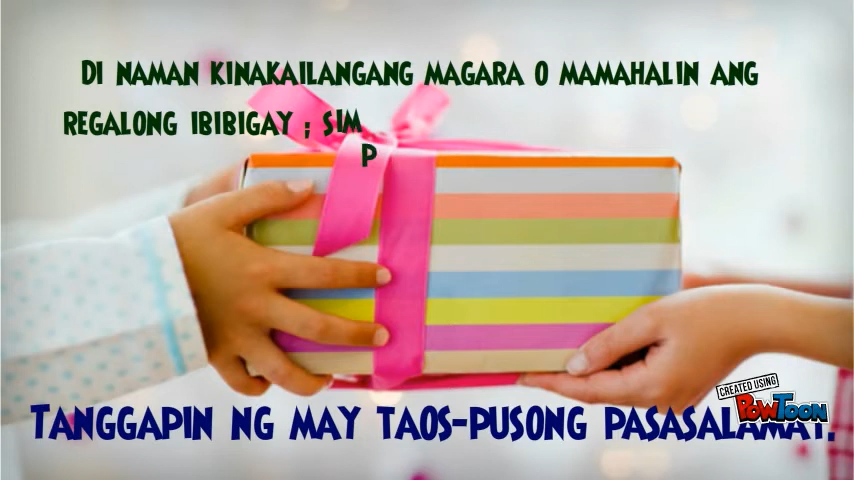 DI NAMAN KINAKAILANGANG MAGARA O MAMAHALIN ANG
REGALONG IBIBIGAY ; SIM
P
TANGGAPIN NG MAY TAOS-PUSONG PASASALAMAT.
CREATED USING
POWTOON